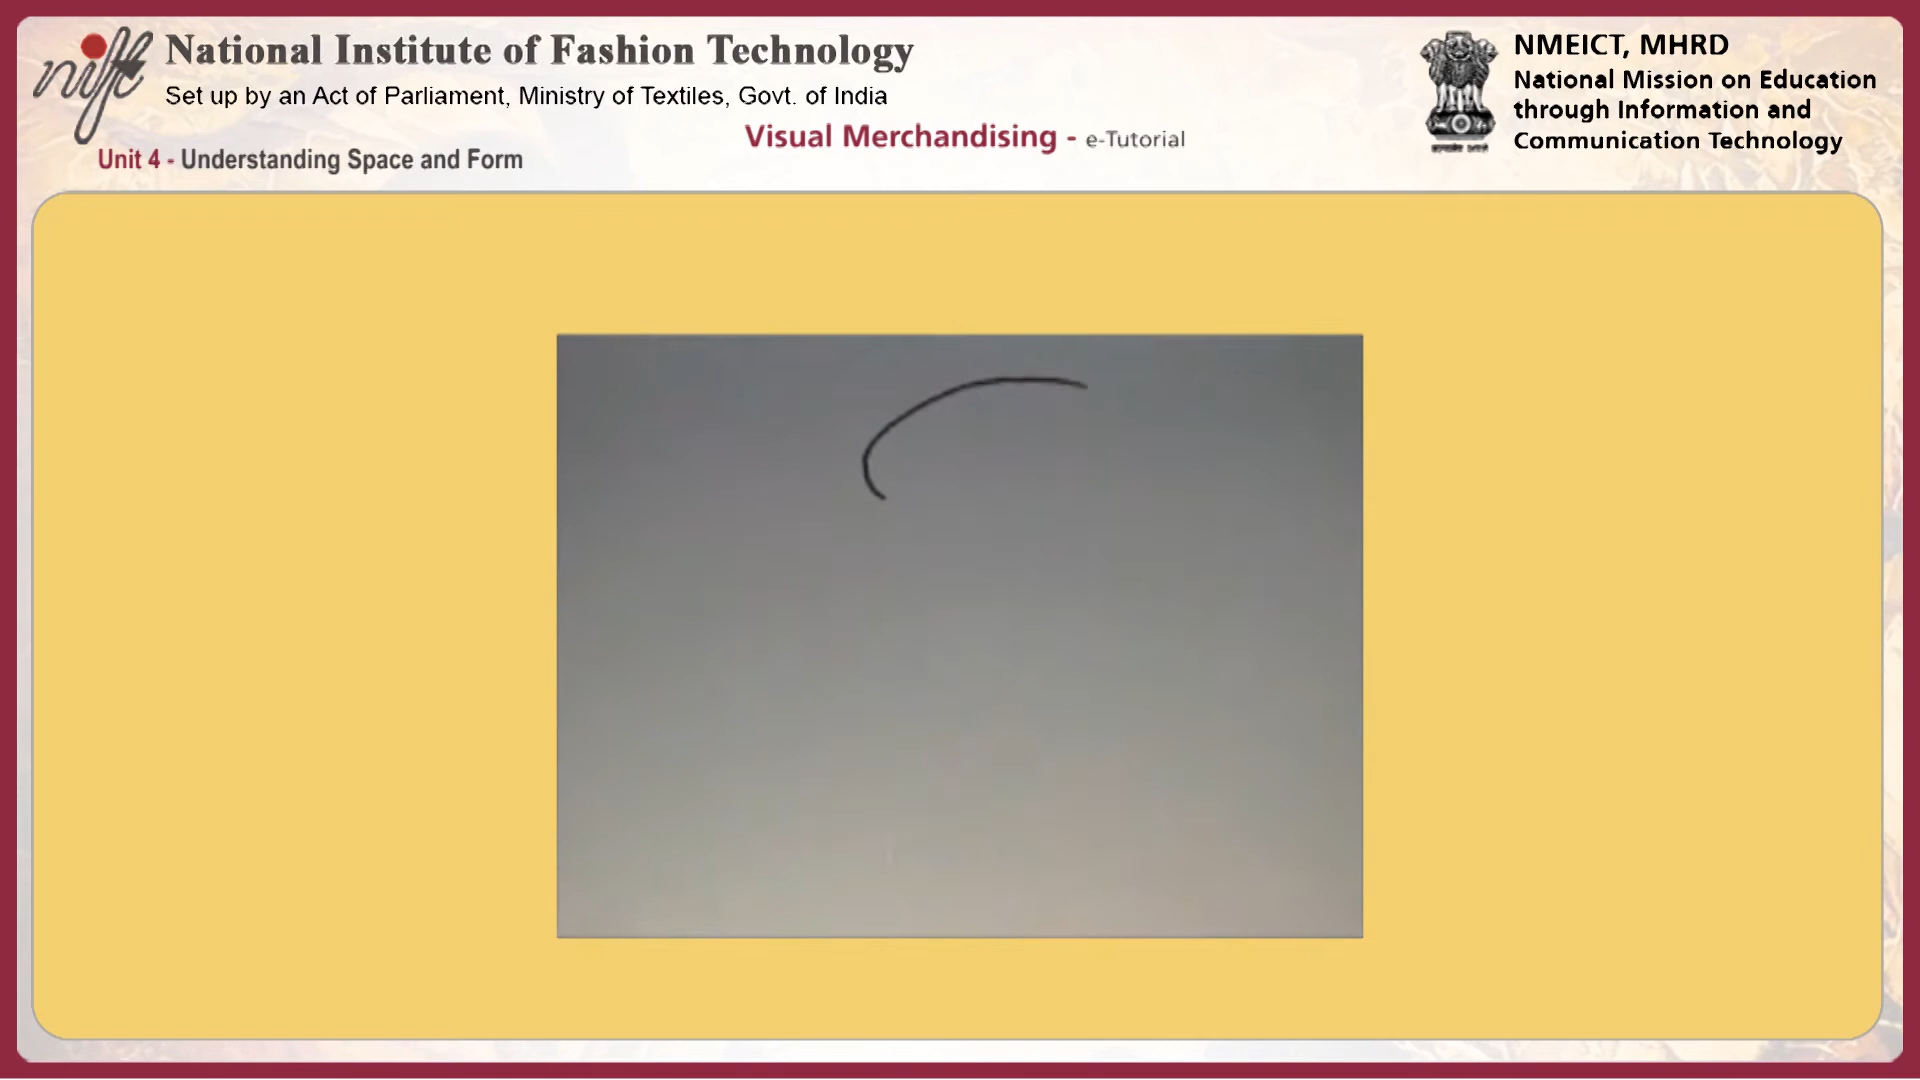 nift
National Institute of Fashion Technology
Set up by an Act of Parliament, Ministry of Textiles, Govt. of India
Visual Merchandising - e-Tutorial
Unit 4 - Understanding Space and Form
NMEICT, MHRD
National Mission on Education
through Information and
Communication Technology